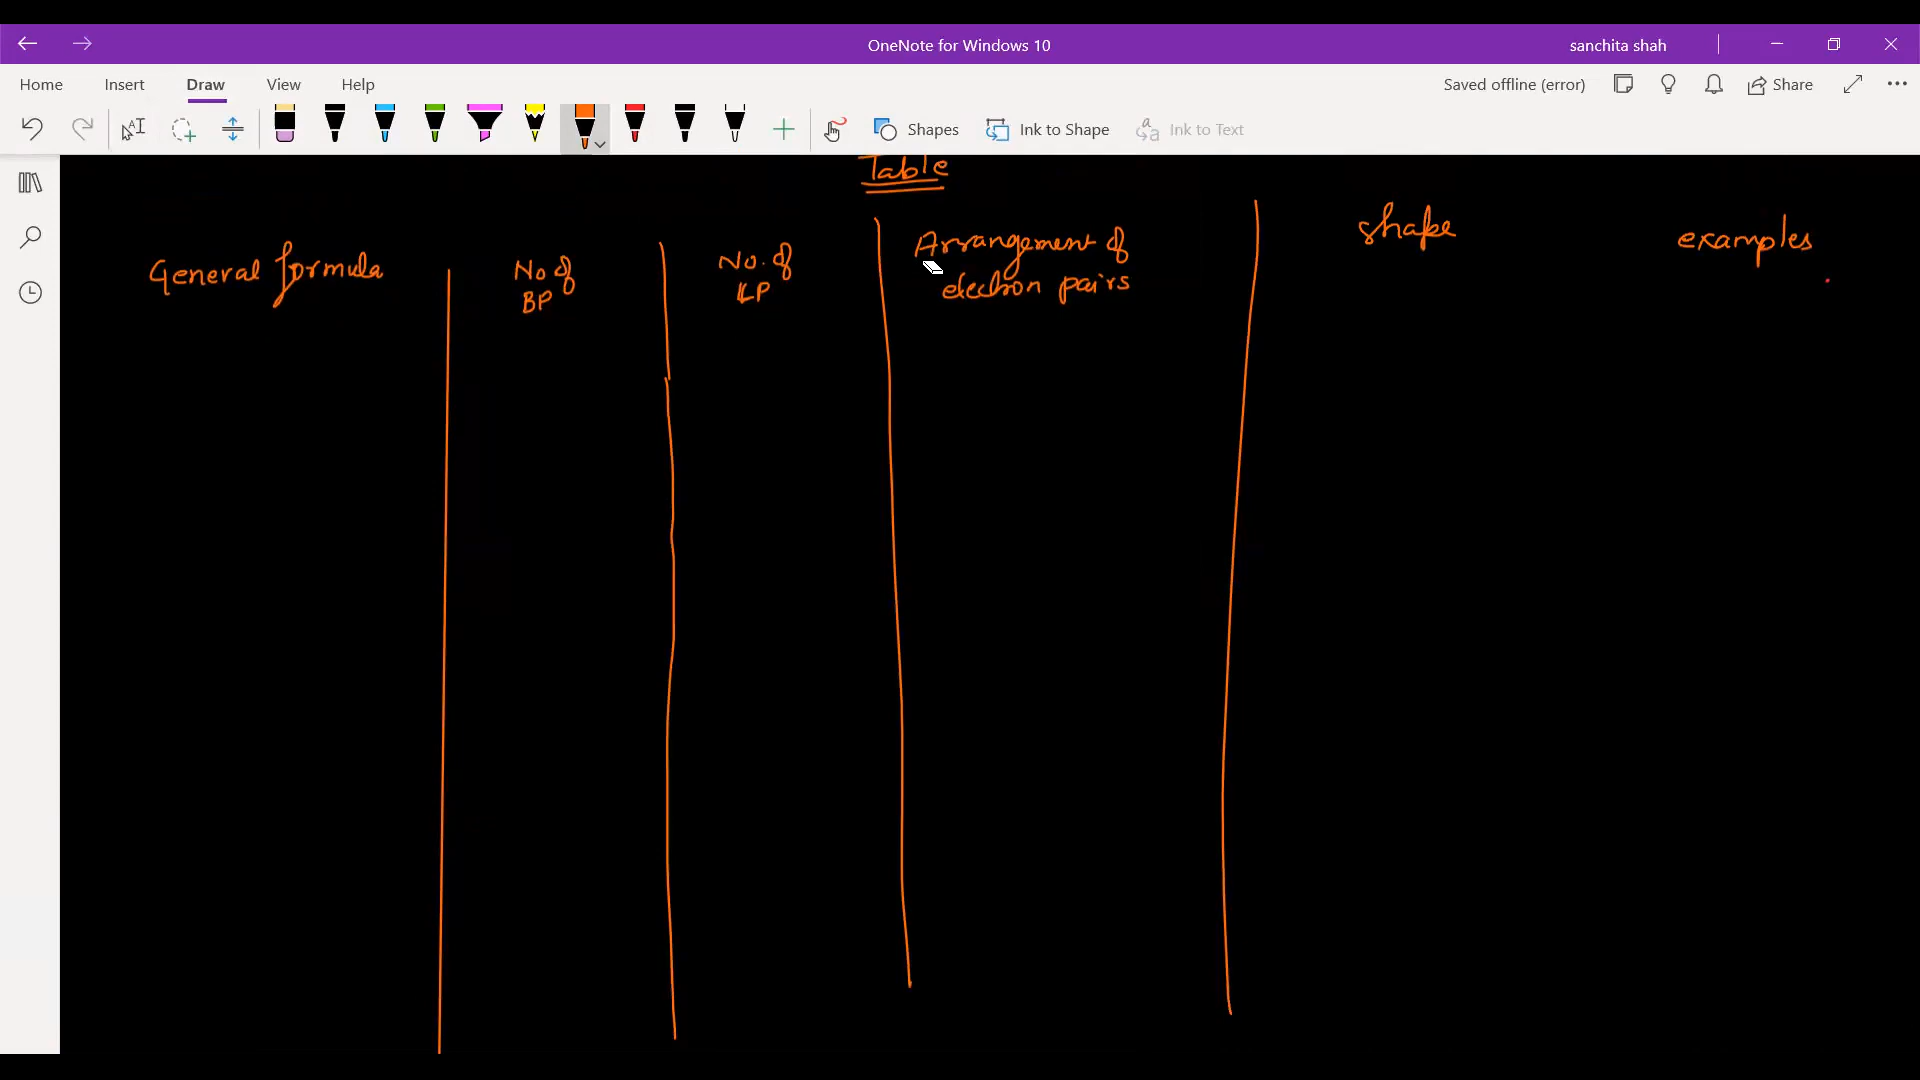 OneNote for Windows 10
sanchita shah
Home Insert Draw View Help
Saved offline (error)
Share
Shapes
Ink to Shape
Ink to Text
Table
General formula
No of
BP
No. of
LP
Arrangement of
electron pairs
shape
examples